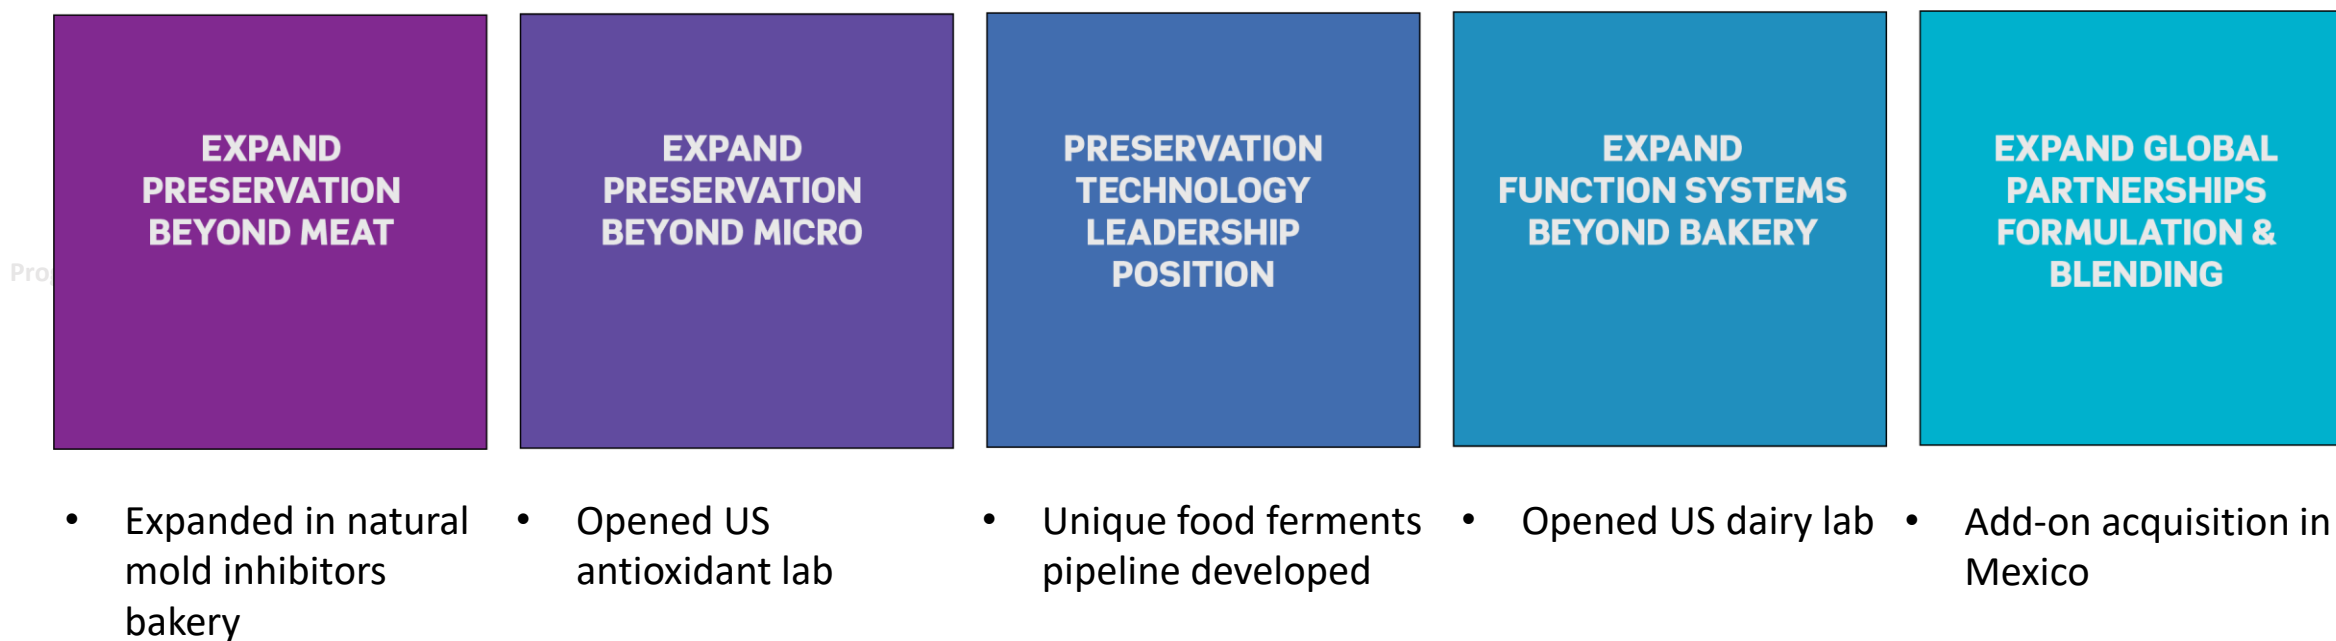 EXPAND
PRESERVATION
BEYOND MEAT
EXPAND
PRESERVATION
BEYOND MICRO
PRESERVATION
TECHNOLOGY
LEADERSHIP
POSITION
EXPAND
FUNCTION SYSTEMS
BEYOND BAKERY
EXPAND GLOBAL
PARTNERSHIPS
FORMULATION &
BLENDING
• Expanded in natural
mold inhibitors
bakery
• Opened US
antioxidant lab
• Unique food ferments
pipeline developed
• Opened US dairy lab
• Add-on acquisition in
Mexico